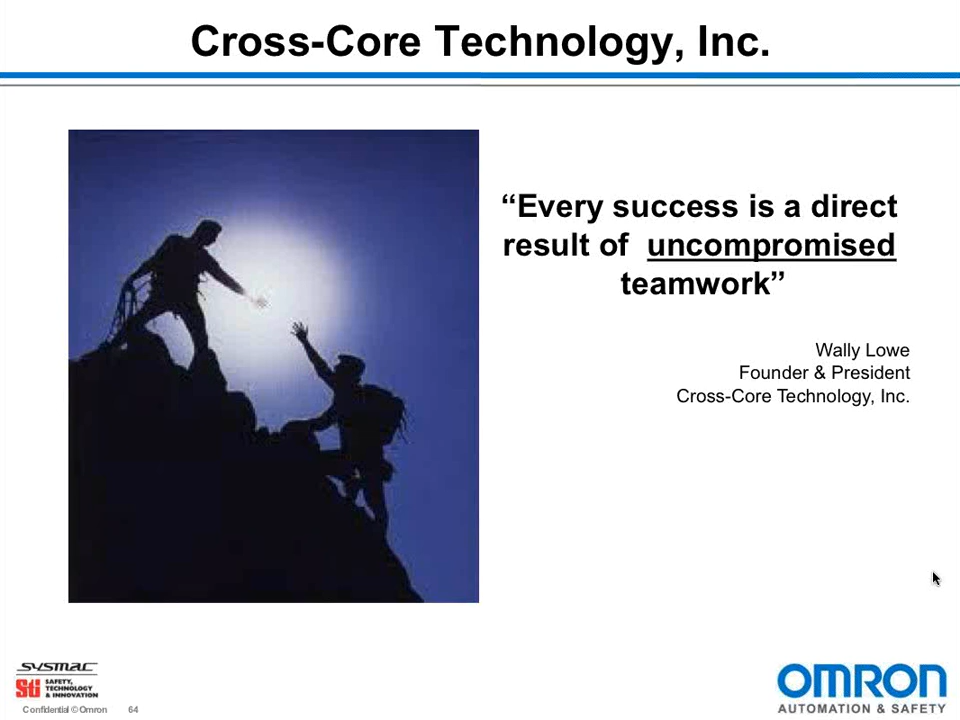 Cross-Core Technology, Inc.
“Every success is a direct
result of uncompromised
teamwork”
Wally Lowe
Founder & President
Cross-Core Technology, Inc.
sysmac
Sti SAFETY,
TECHNOLOGY
& INNOVATION
Confidential © Omron 64
OMRON
AUTOMATION & SAFETY